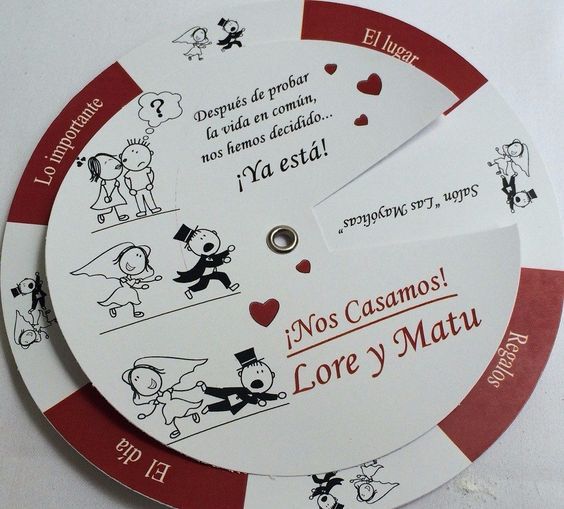 El lugar
Lo importante
?
Después de probar
la vida en común,
nos hemos decidido...
¡Ya está!
Salón "Las Mayólicas"
¡Nos Casamos!
Lore y Matu
Regalos
El día